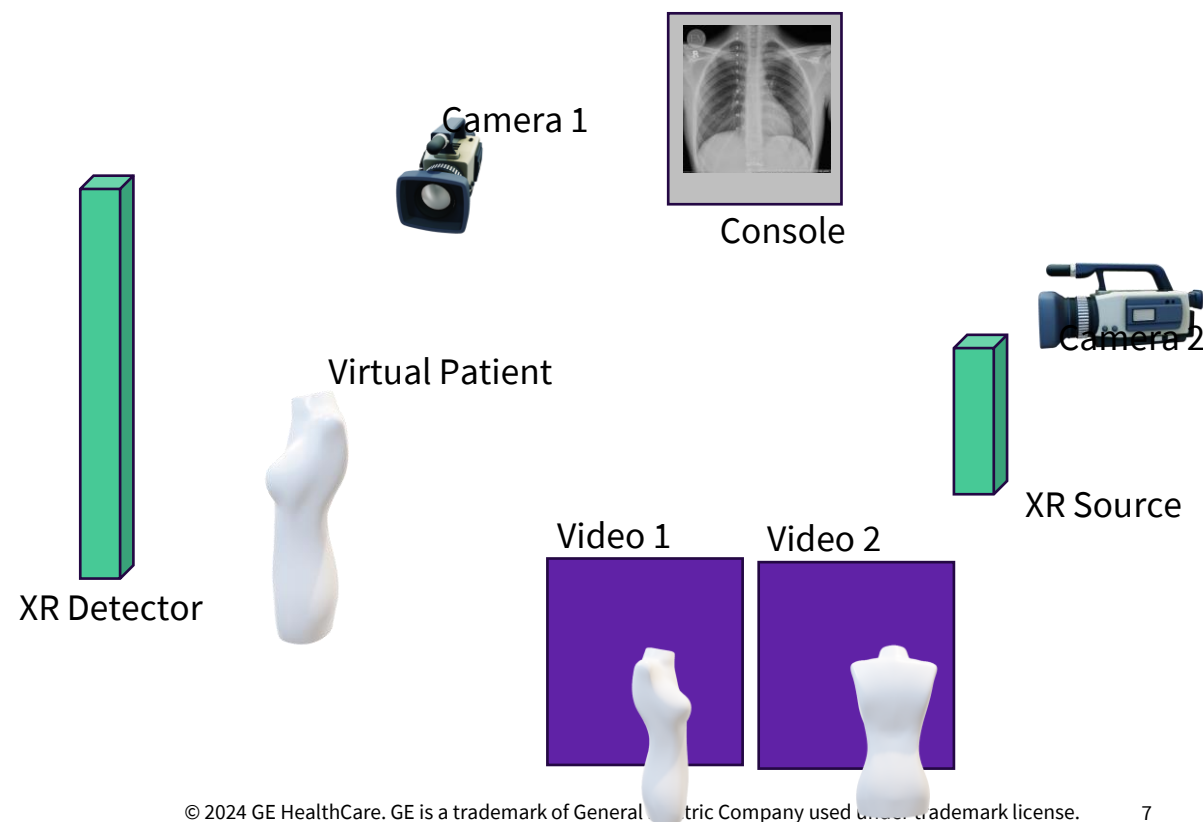 Camera 1
Console
Camera 2
Virtual Patient
XR Source
Video 1
Video 2
XR Detector
© 2024 GE HealthCare. GE is a trademark of General tric Company used under trademark license.
7